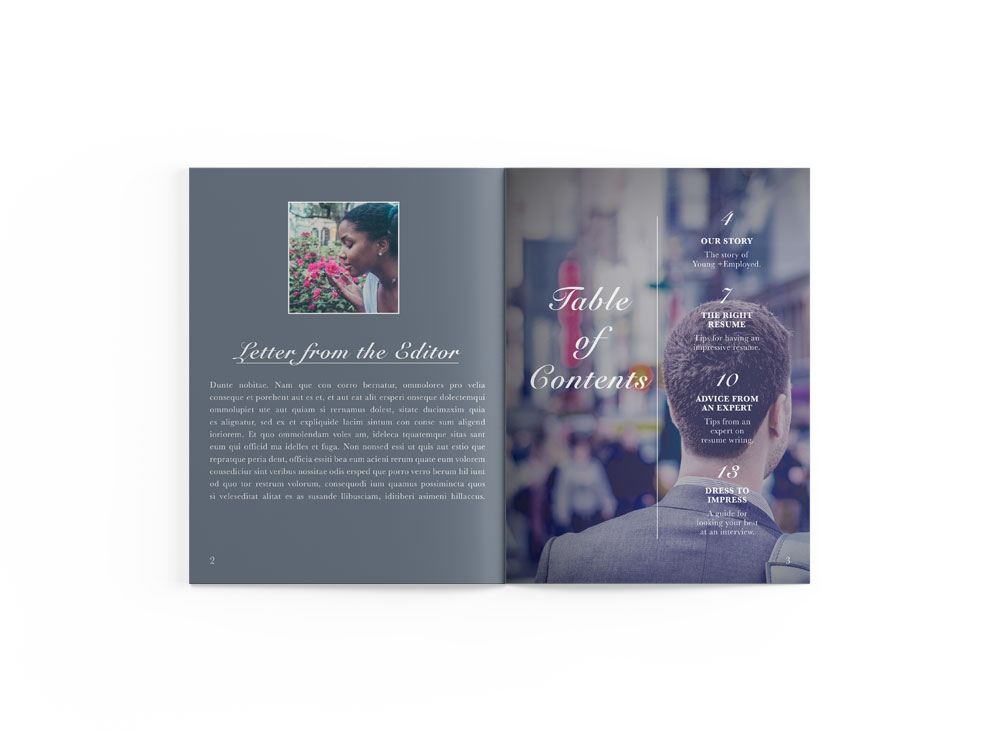 Letter from the Editor
Dunte nobitae. Nam que con corro bernatur, ommolores pro velia
conseque et porehent aut es et, et aut eat alit ersperi onseque dolectemqui
ommolupict ute aut quiam si rernamus dolest, sitate ducimaxim quia
es alignatur, sed ex et expliquide lacim sintum con conse sum aligend
ioriorem. Et quo ommolendam voles am, ideleca tquatemque sitas sant
eum qui officid ma idelles et fuga. Non nonsed essi ut quis aut estio que
repratque peria dent, officia essiti bea eum acieni rerum quate eum volorem
consediciur sint veribus nossitae odis ersped que porro verro berum hil iunt
od quo tor restrum volorum, consequodi ium quamus possimincta quos
si veleseditat alitat es as susande llibusciam, iditiberi asimeni hillaccus.
2
Table
of
Contents
4
OUR STORY
The story of
Young +Employed.
7
THE RIGHT
RESUME
Tips for having an
impressive resume.
10
ADVICE FROM
AN EXPERT
Tips from an
expert on
resume wriing.
13
DRESS TO
IMPRESS
A guide for
looking your best
at an interview.
3